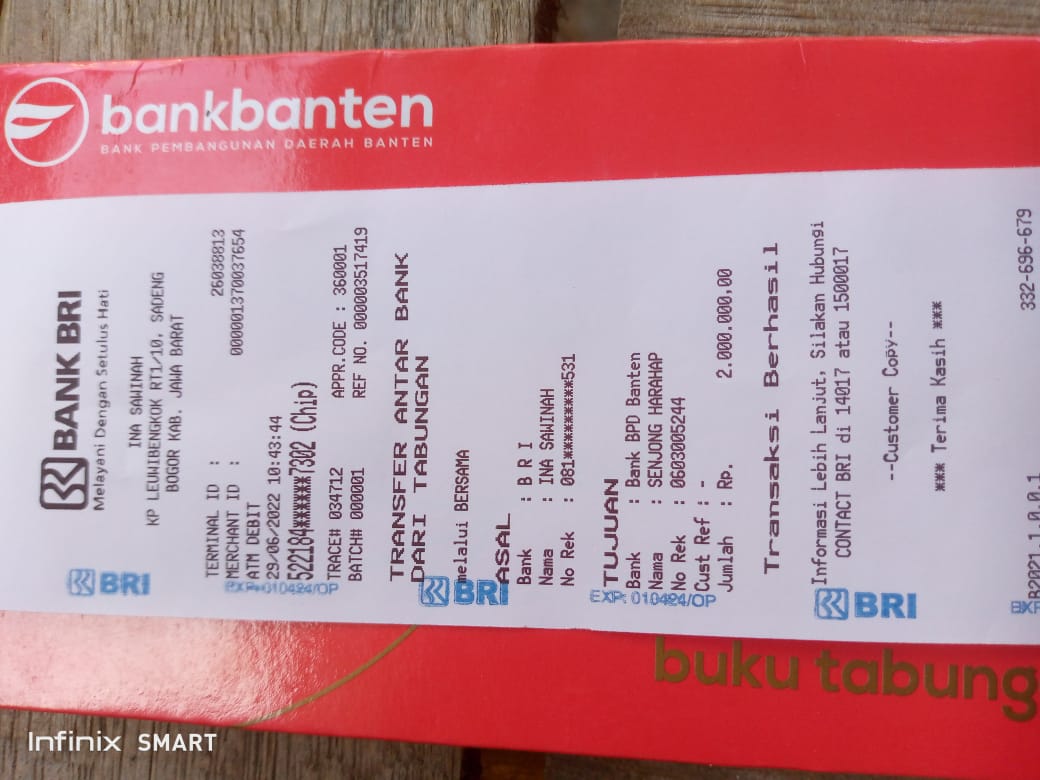 bankbanten
BANK PEMBANGUNAN DAERAH BANTEN
BANK BRI
Melayani Dengan Setulus Hati
INA SAWINAH
KP LEUWIBENGKOK RT1/10, SADENG
BOGOR KAB. JAWA BARAT
TERMINAL ID : 26038813
MERCHANT ID : 000001370037654
ATM DEBIT
29/06/2022 10:43:44
522184******7302 (Chip)
TRACE# 034712 APPR.CODE : 360001
BATCH# 000001 REF NO. 000003517419
TRANSFER ANTAR BANK
DARI TABUNGAN
melalui BERSAMA
ASAL
Bank : B R I
Nama : INA SAWINAH
No Rek : 081*********531
TUJUAN
Bank : Bank BPD Banten
Nama : SENJONG HARAHAP
No Rek : 0603005244
Cust Ref : -
Jumlah : Rp. 2.000.000,00
Transaksi Berhasil
Informasi Lebih Lanjut, Silakan Hubungi
CONTACT BRI di 14017 atau 1500017
--Customer Copy--
*** Terima Kasih ***
332-696-679
R2021.1.0.0.1
BRI
EXP: 010424/OP
BRI
EXP: 010424/OP
BRI
buku tabung
Infinix SMART